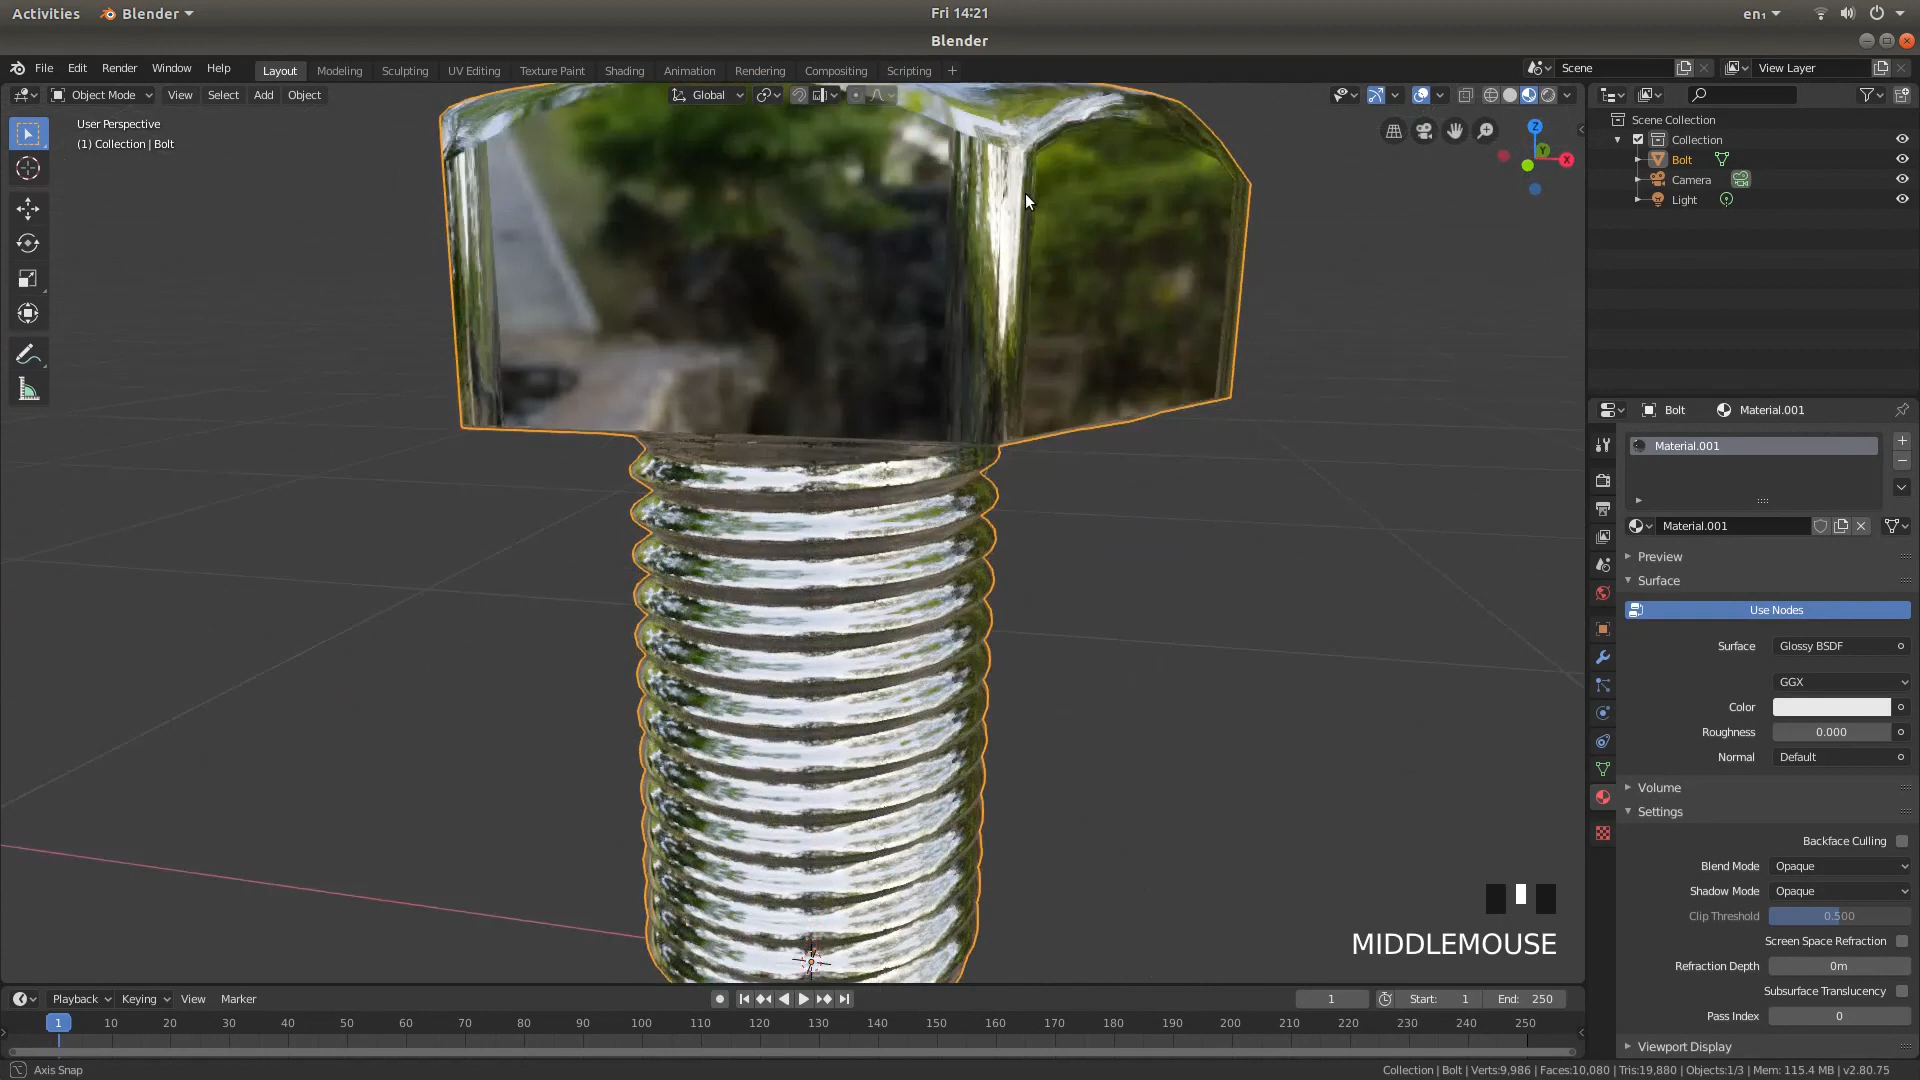 Activities Blender Fri 14:21 en₁
Blender
File Edit Render Window Help Layout Modeling Sculpting UV Editing Texture Paint Shading Animation Rendering Compositing Scripting + Scene View Layer
Object Mode View Select Add Object Global
User Perspective
(1) Collection | Bolt
Z
Y
X
Scene Collection
Collection
Bolt
Camera
Light
Bolt Material.001
Material.001
Material.001
Preview
Surface
Use Nodes
Surface Glossy BSDF
GGX
Color
Roughness 0.000
Normal Default
Volume
Settings
Backface Culling
Blend Mode Opaque
Shadow Mode Opaque
Clip Threshold 0.500
Screen Space Refraction
Refraction Depth 0m
Subsurface Translucency
Pass Index 0
Viewport Display
MIDDLEMOUSE
Playback Keying View Marker 1 Start: 1 End: 250
1 10 20 30 40 50 60 70 80 90 100 110 120 130 140 150 160 170 180 190 200 210 220 230 240 250
Axis Snap Collection | Bolt | Verts:9,986 | Faces:10,080 | Tris:19,880 | Objects:1/3 | Mem: 115.4 MB | v2.80.75